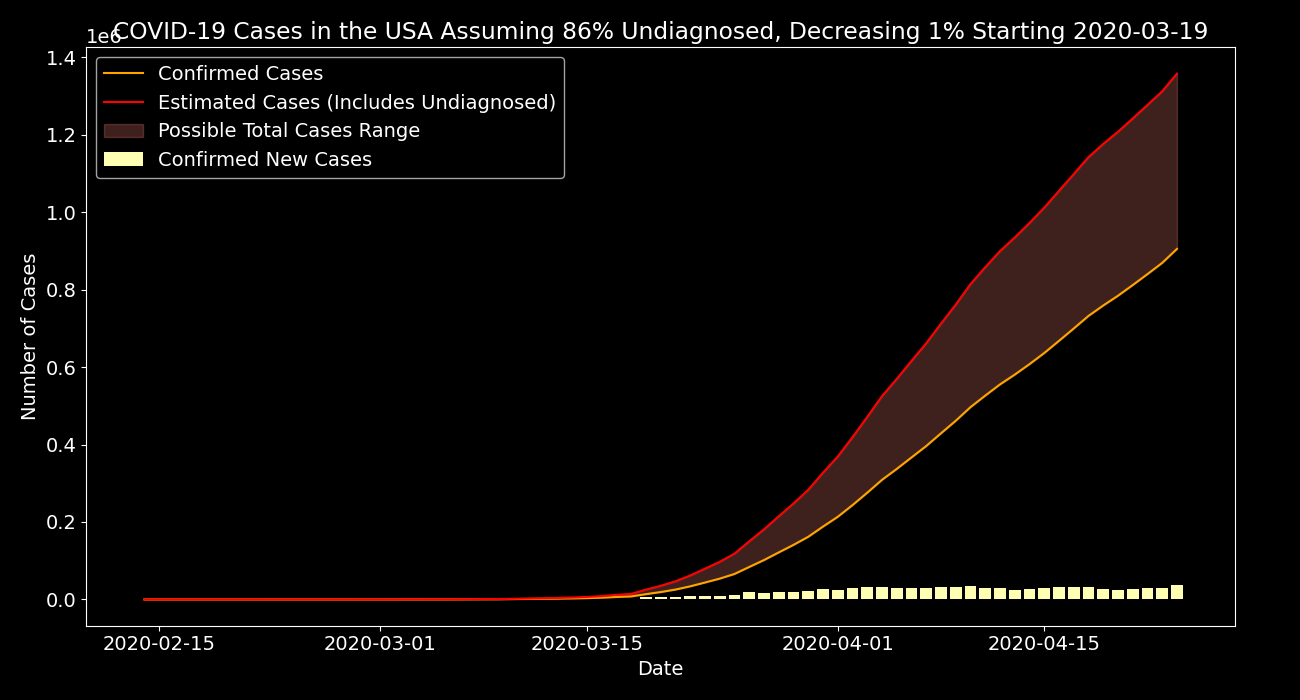 COVID-19 Cases in the USA Assuming 86% Undiagnosed, Decreasing 1% Starting 2020-03-19
1e6
Confirmed Cases
Estimated Cases (Includes Undiagnosed)
Possible Total Cases Range
Confirmed New Cases
Number of Cases
1.4
1.2
1.0
0.8
0.6
0.4
0.2
0.0
2020-02-15 2020-03-01 2020-03-15 2020-04-01 2020-04-15
Date